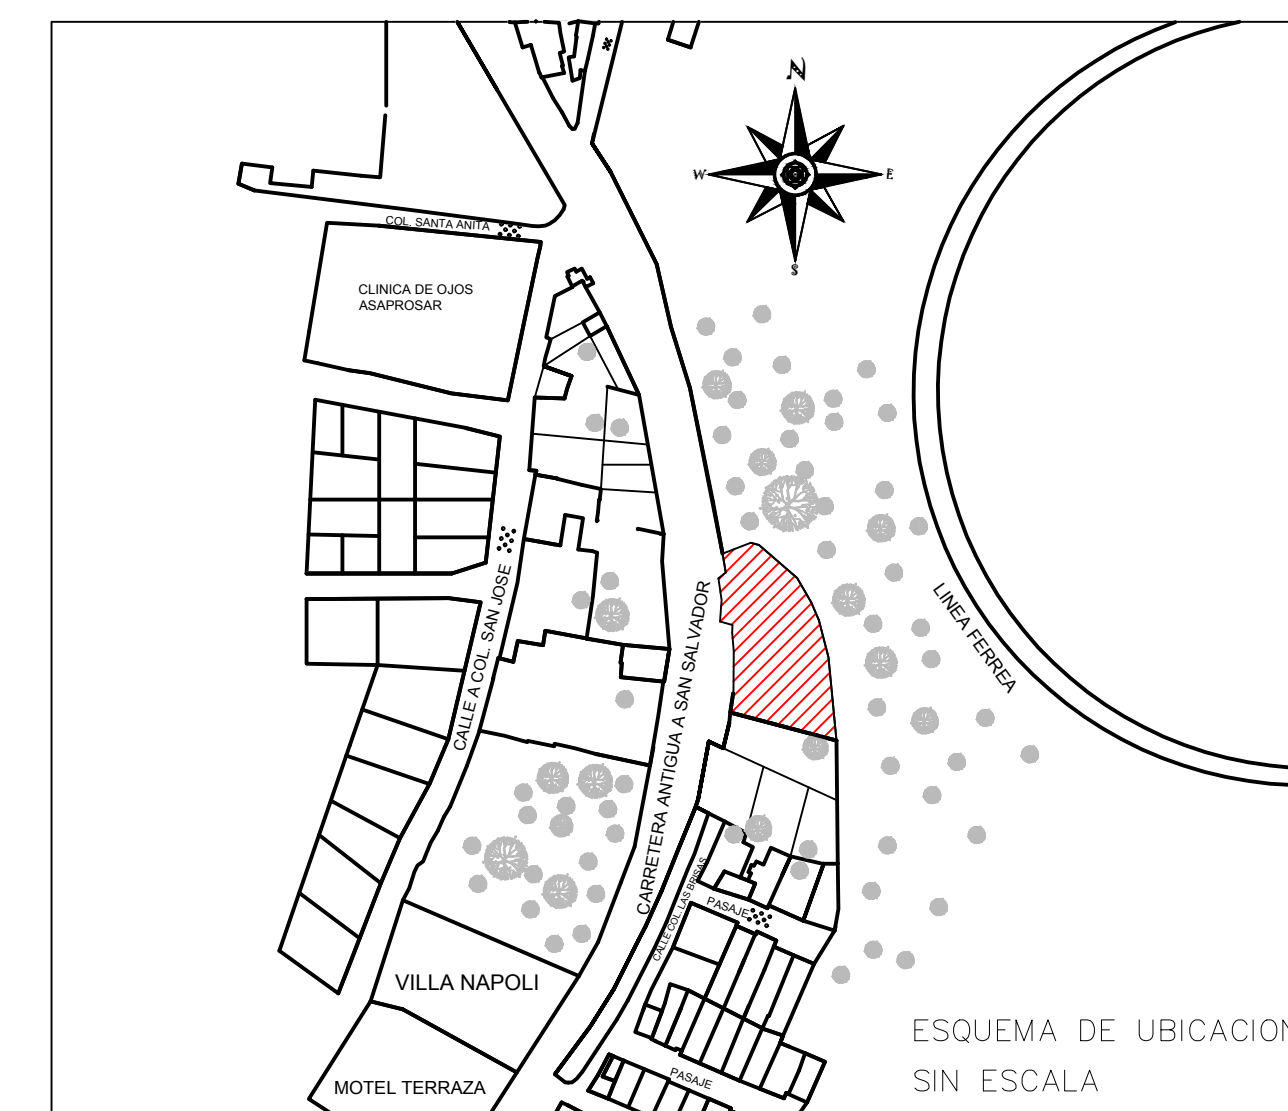 N
W
E
S
COL. SANTA ANITA
CLINICA DE OJOS
ASAPROSAR
CALLE A COL. SAN JOSE
CARRETERA ANTIGUA A SAN SALVADOR
LINEA FERREA
CALLE COL. LAS BRISAS
PASAJE
VILLA NAPOLI
ESQUEMA DE UBICACION
SIN ESCALA
PASAJE
MOTEL TERRAZA